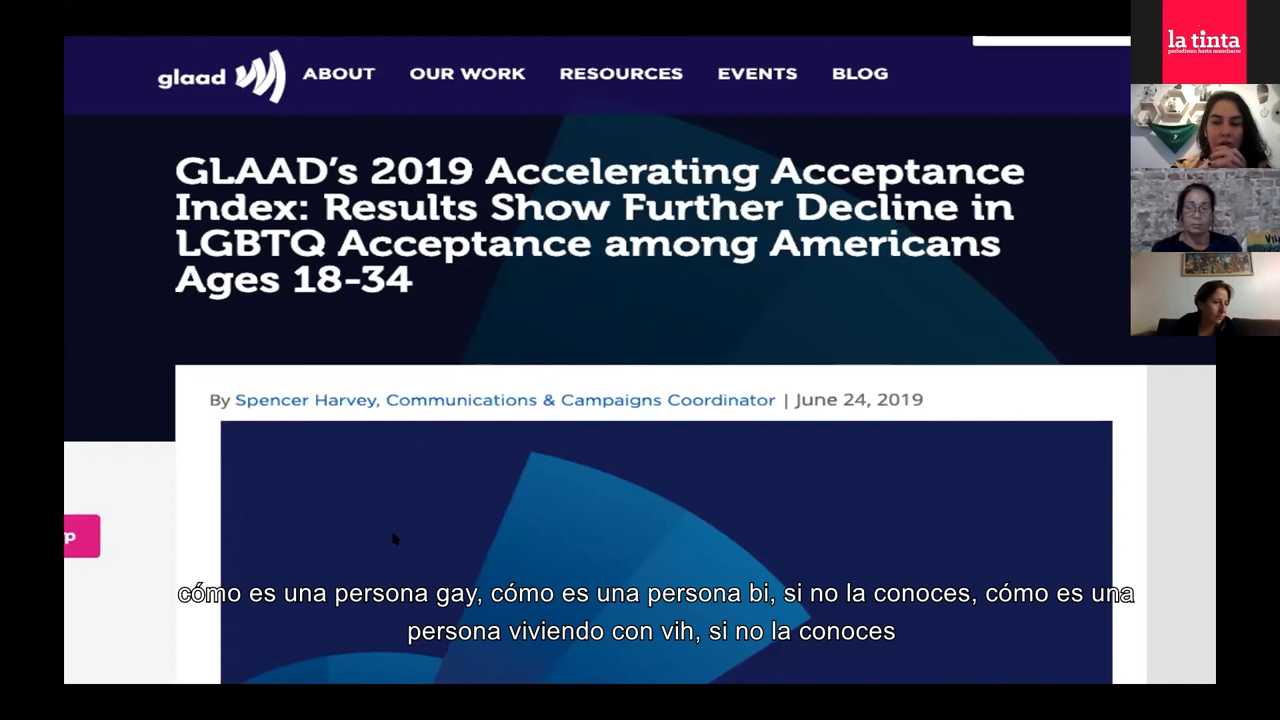 la tinta
periodismo hasta mancharse
glaad
ABOUT OUR WORK RESOURCES EVENTS BLOG
GLAAD’s 2019 Accelerating Acceptance
Index: Results Show Further Decline in
LGBTQ Acceptance among Americans
Ages 18-34
By Spencer Harvey, Communications & Campaigns Coordinator | June 24, 2019
cómo es una persona gay, cómo es una persona bi, si no la conoces, cómo es una
persona viviendo con vih, si no la conoces